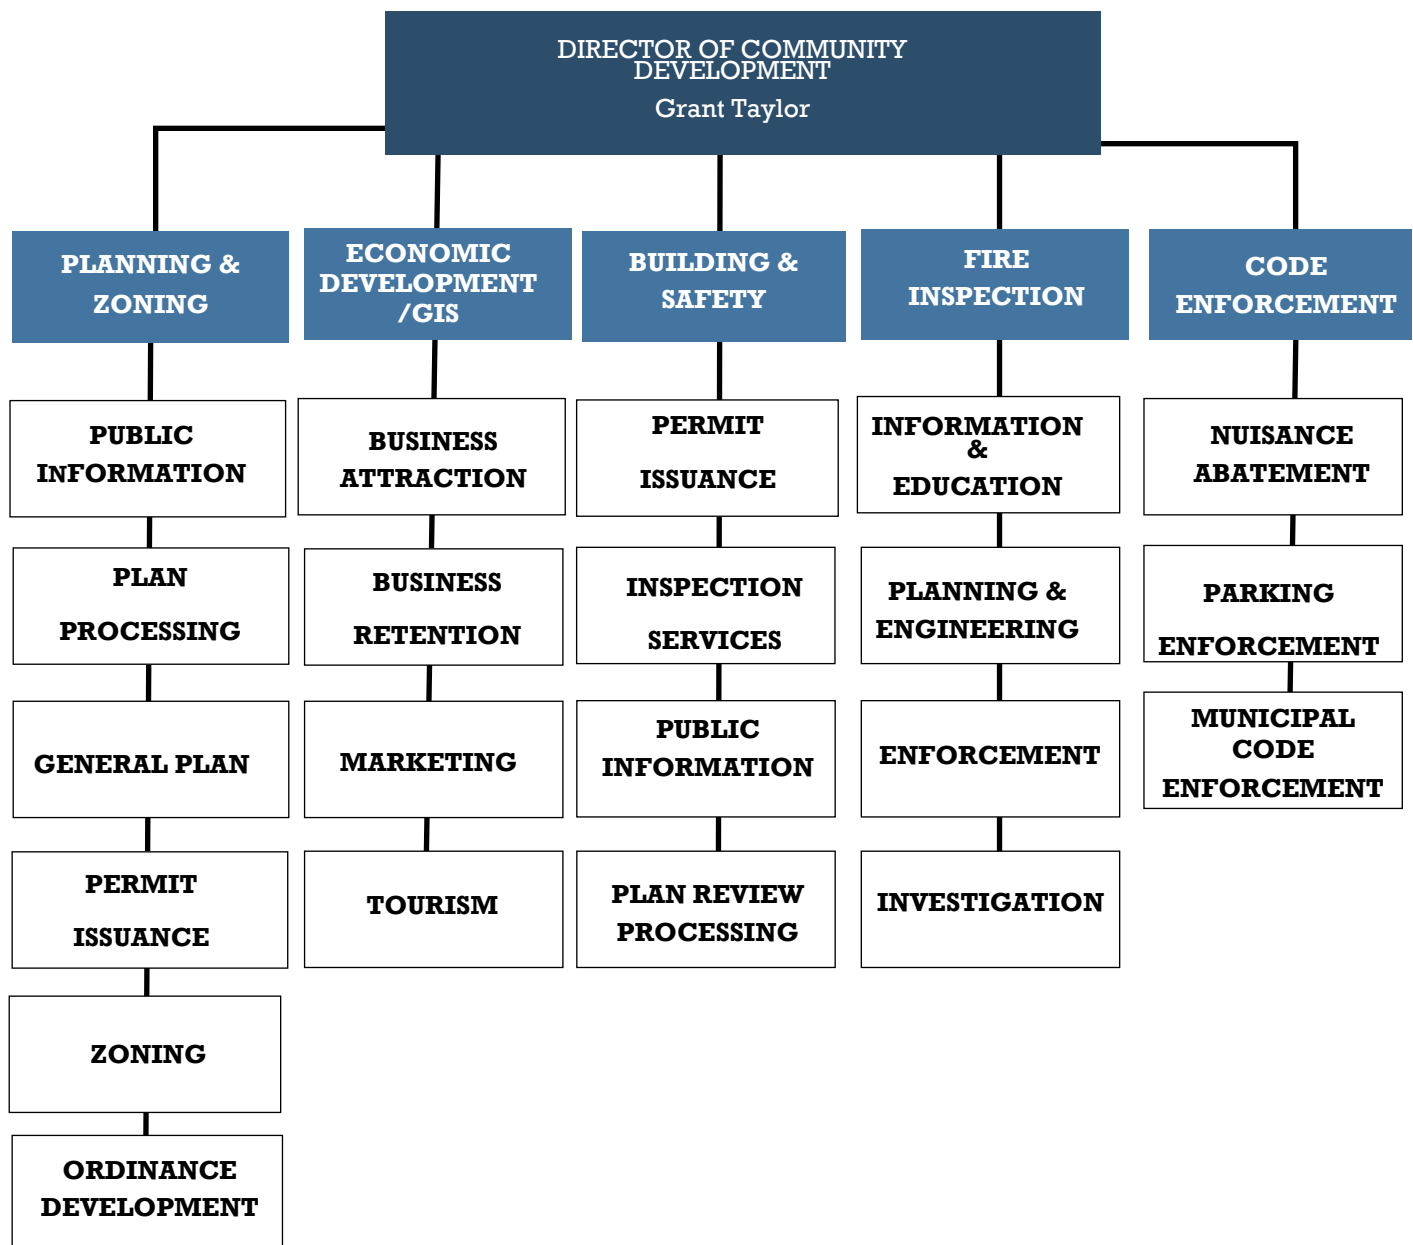 DIRECTOR OF COMMUNITY
DEVELOPMENT
Grant Taylor
PLANNING &
ZONING
ECONOMIC
DEVELOPMENT
/GIS
BUILDING &
SAFETY
FIRE
INSPECTION
CODE
ENFORCEMENT
PUBLIC
INFORMATION
PLAN
PROCESSING
GENERAL PLAN
PERMIT
ISSUANCE
ZONING
ORDINANCE
DEVELOPMENT
BUSINESS
ATTRACTION
BUSINESS
RETENTION
MARKETING
TOURISM
PERMIT
ISSUANCE
INSPECTION
SERVICES
PUBLIC
INFORMATION
PLAN REVIEW
PROCESSING
INFORMATION
&
EDUCATION
PLANNING &
ENGINEERING
ENFORCEMENT
INVESTIGATION
NUISANCE
ABATEMENT
PARKING
ENFORCEMENT
MUNICIPAL
CODE
ENFORCEMENT